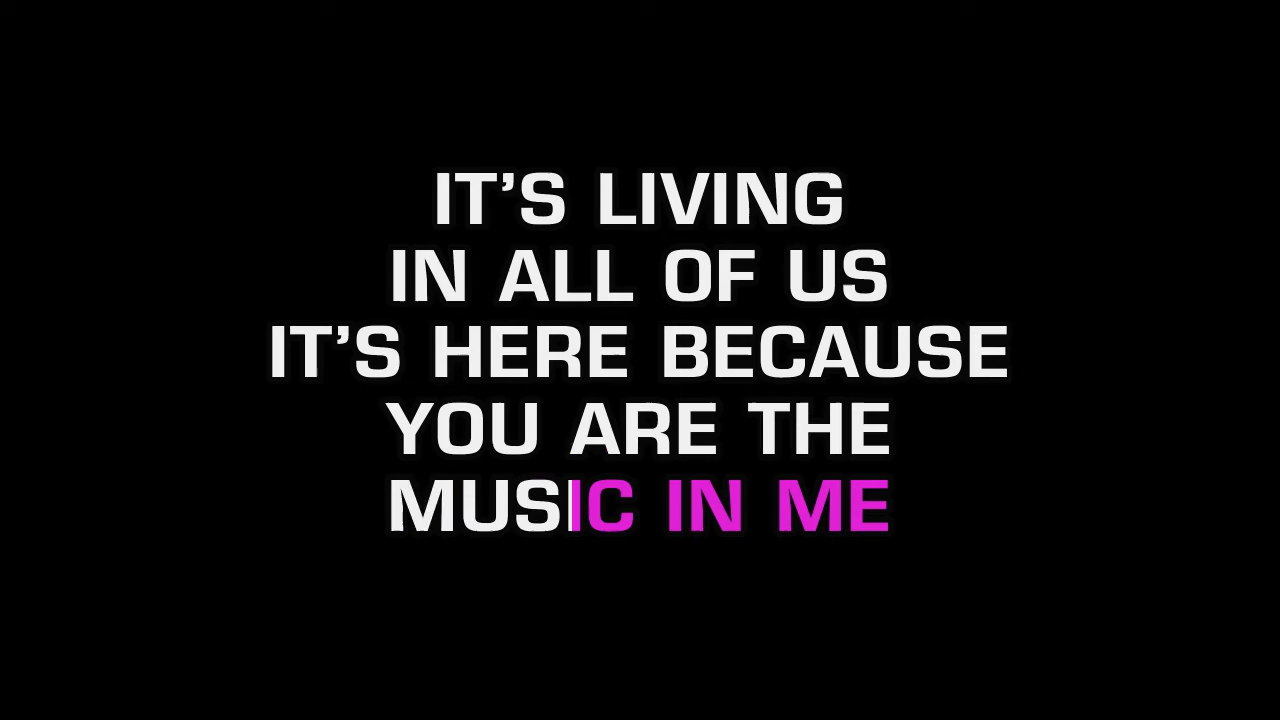 IT’S LIVING
IN ALL OF US
IT’S HERE BECAUSE
YOU ARE THE
MUSIC IN ME